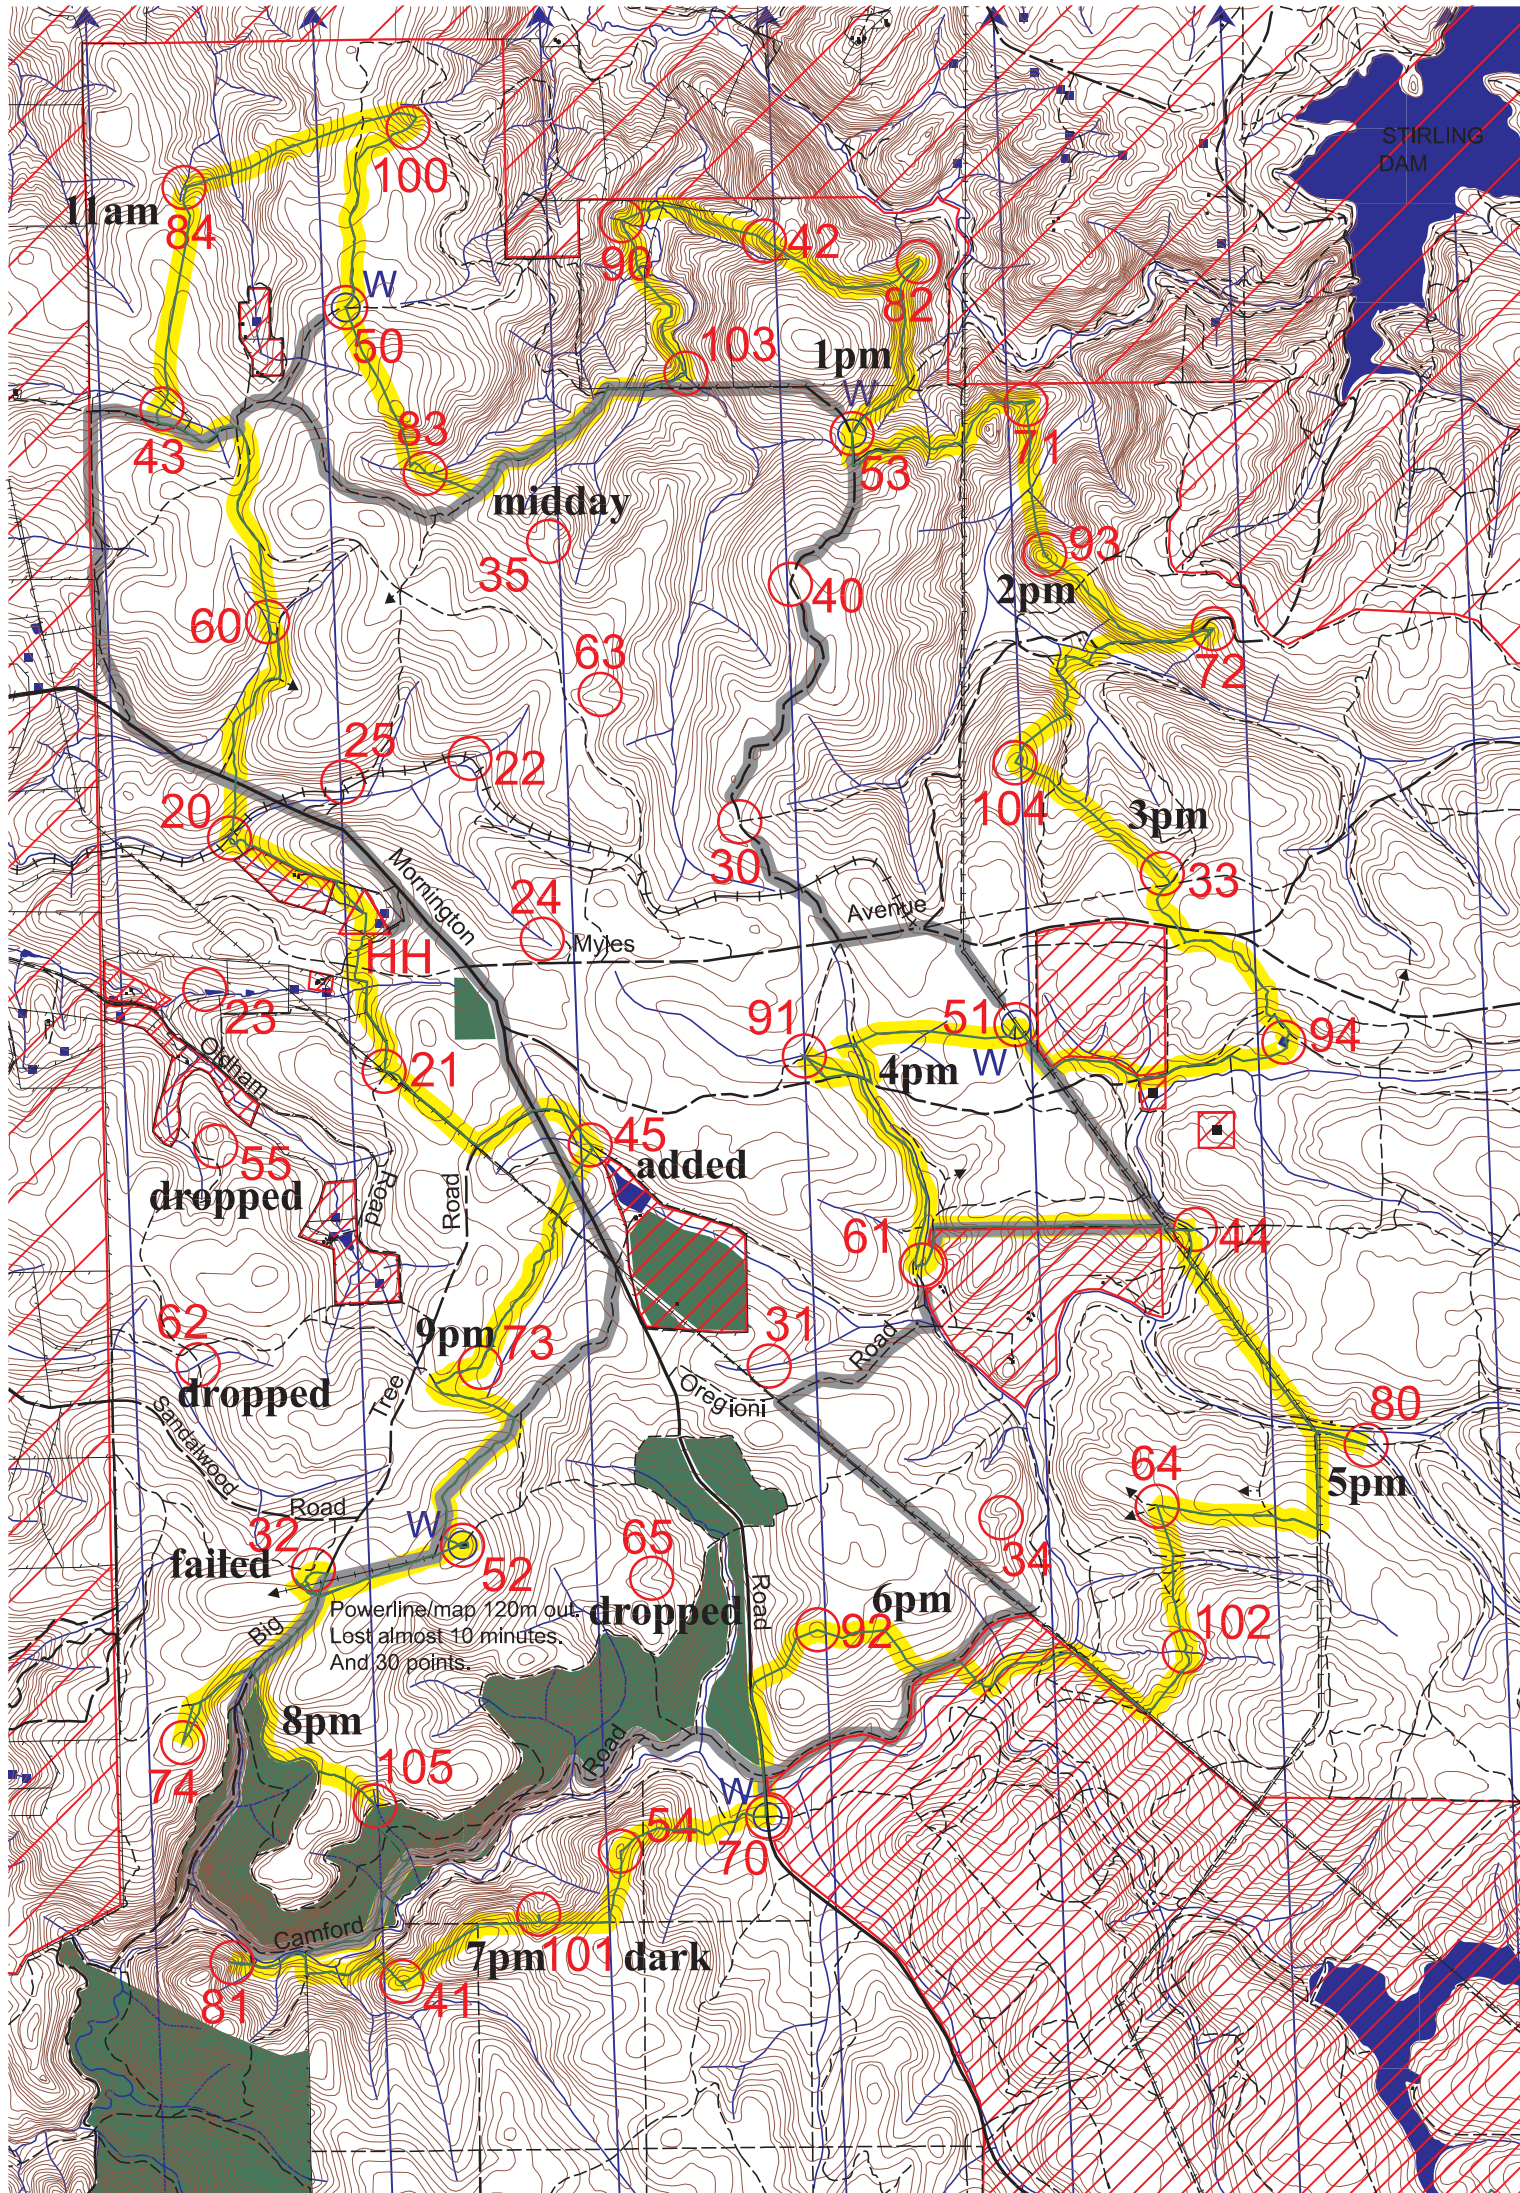 STIRLING
DAM
100
11am
84
90
42
W
82
50
103
1pm
W
43
83
53
71
midday
35
93
2pm
40
60
63
72
25
22
20
104
3pm
30
33
Mornington
24
Avenue
Myles
HH
23
91
51
94
W
Oldham
21
4pm
45
55
added
dropped
Road
Road
61
44
62
9pm
73
31
Road
dropped
Tree
Oregioni
80
Sandalwood
64
5pm
Road
W
32
65
failed
52
34
6pm
Powerline/map 120m out.
Lost almost 10 minutes.
And 30 points.
dropped
Road
92
102
Big
8pm
Road
105
74
W
54
70
Camford
7pm
101
dark
81
41